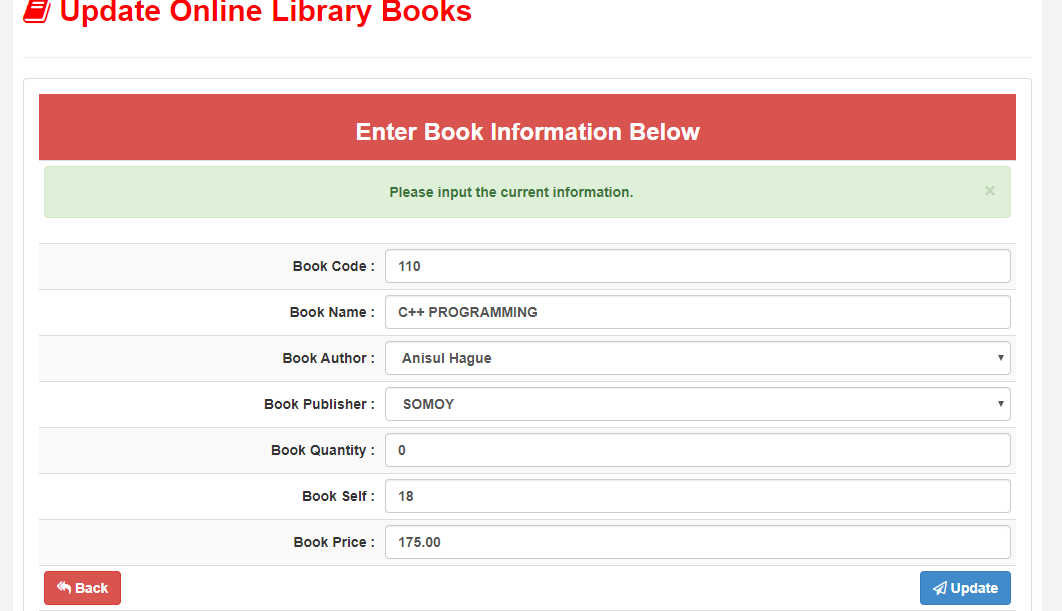 Update Online Library Books
Enter Book Information Below
Please input the current information. ×
Book Code : 110
Book Name : C++ PROGRAMMING
Book Author : Anisul Hague
Book Publisher : SOMOY
Book Quantity : 0
Book Self : 18
Book Price : 175.00
Back Update